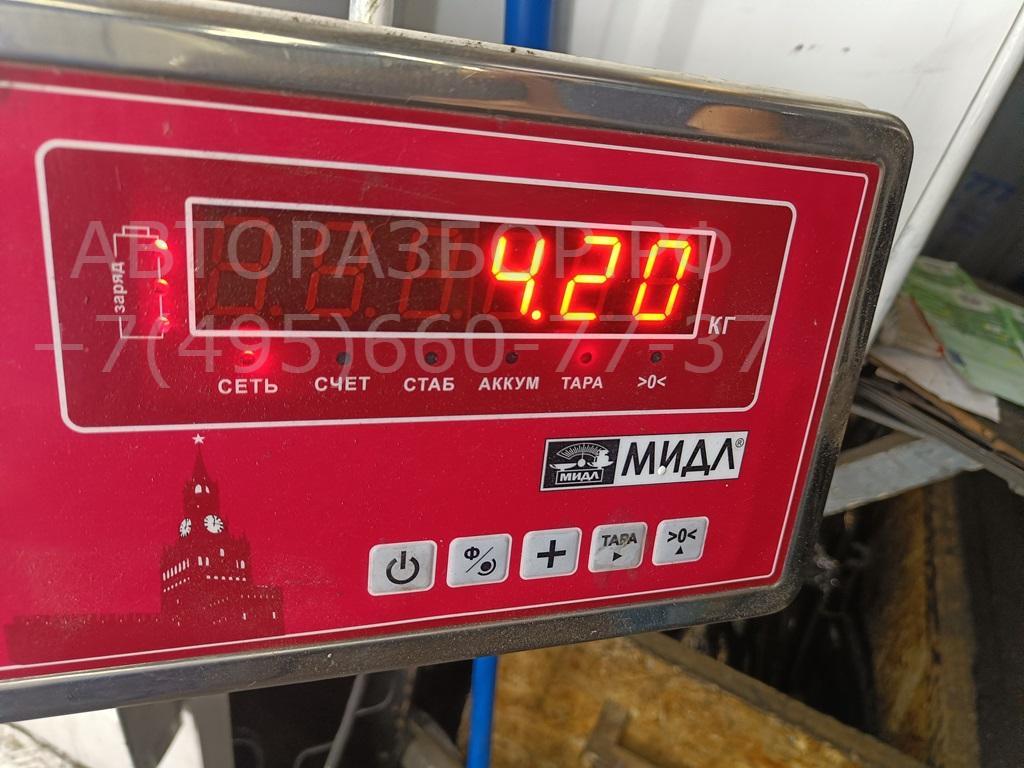 АВТОРАЗБОР.РФ
4.20
заряд
КГ
+7(495)660-77-37
СЕТЬ СЧЕТ СТАБ АККУМ ТАРА >0<
МИДЛ МИДЛ®
Ф ТАРА >0<
777